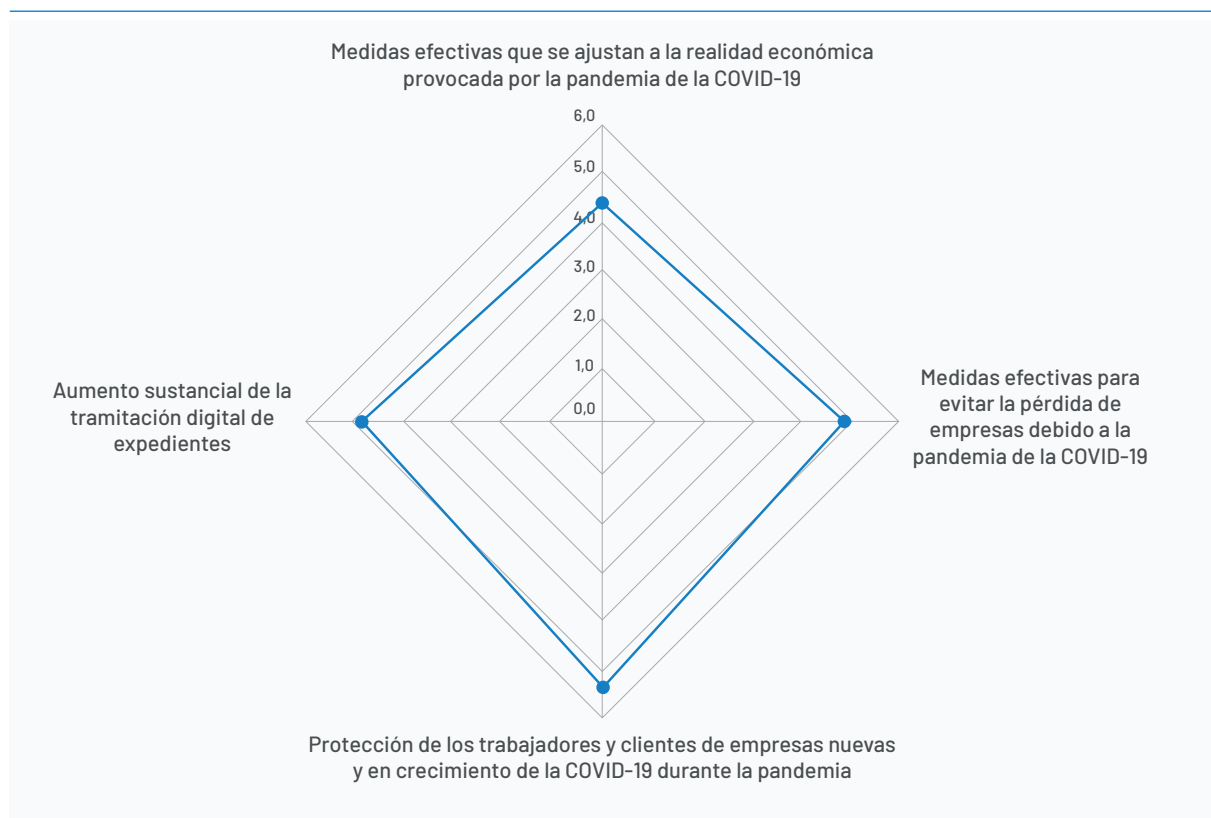 Medidas efectivas que se ajustan a la realidad económica
provocada por la pandemia de la COVID-19
6,0
5,0
4,0
3,0
2,0
1,0
0,0
Aumento sustancial de la
tramitación digital de
expedientes
Medidas efectivas para
evitar la pérdida de
empresas debido a la
pandemia de la COVID-19
Protección de los trabajadores y clientes de empresas nuevas
y en crecimiento de la COVID-19 durante la pandemia